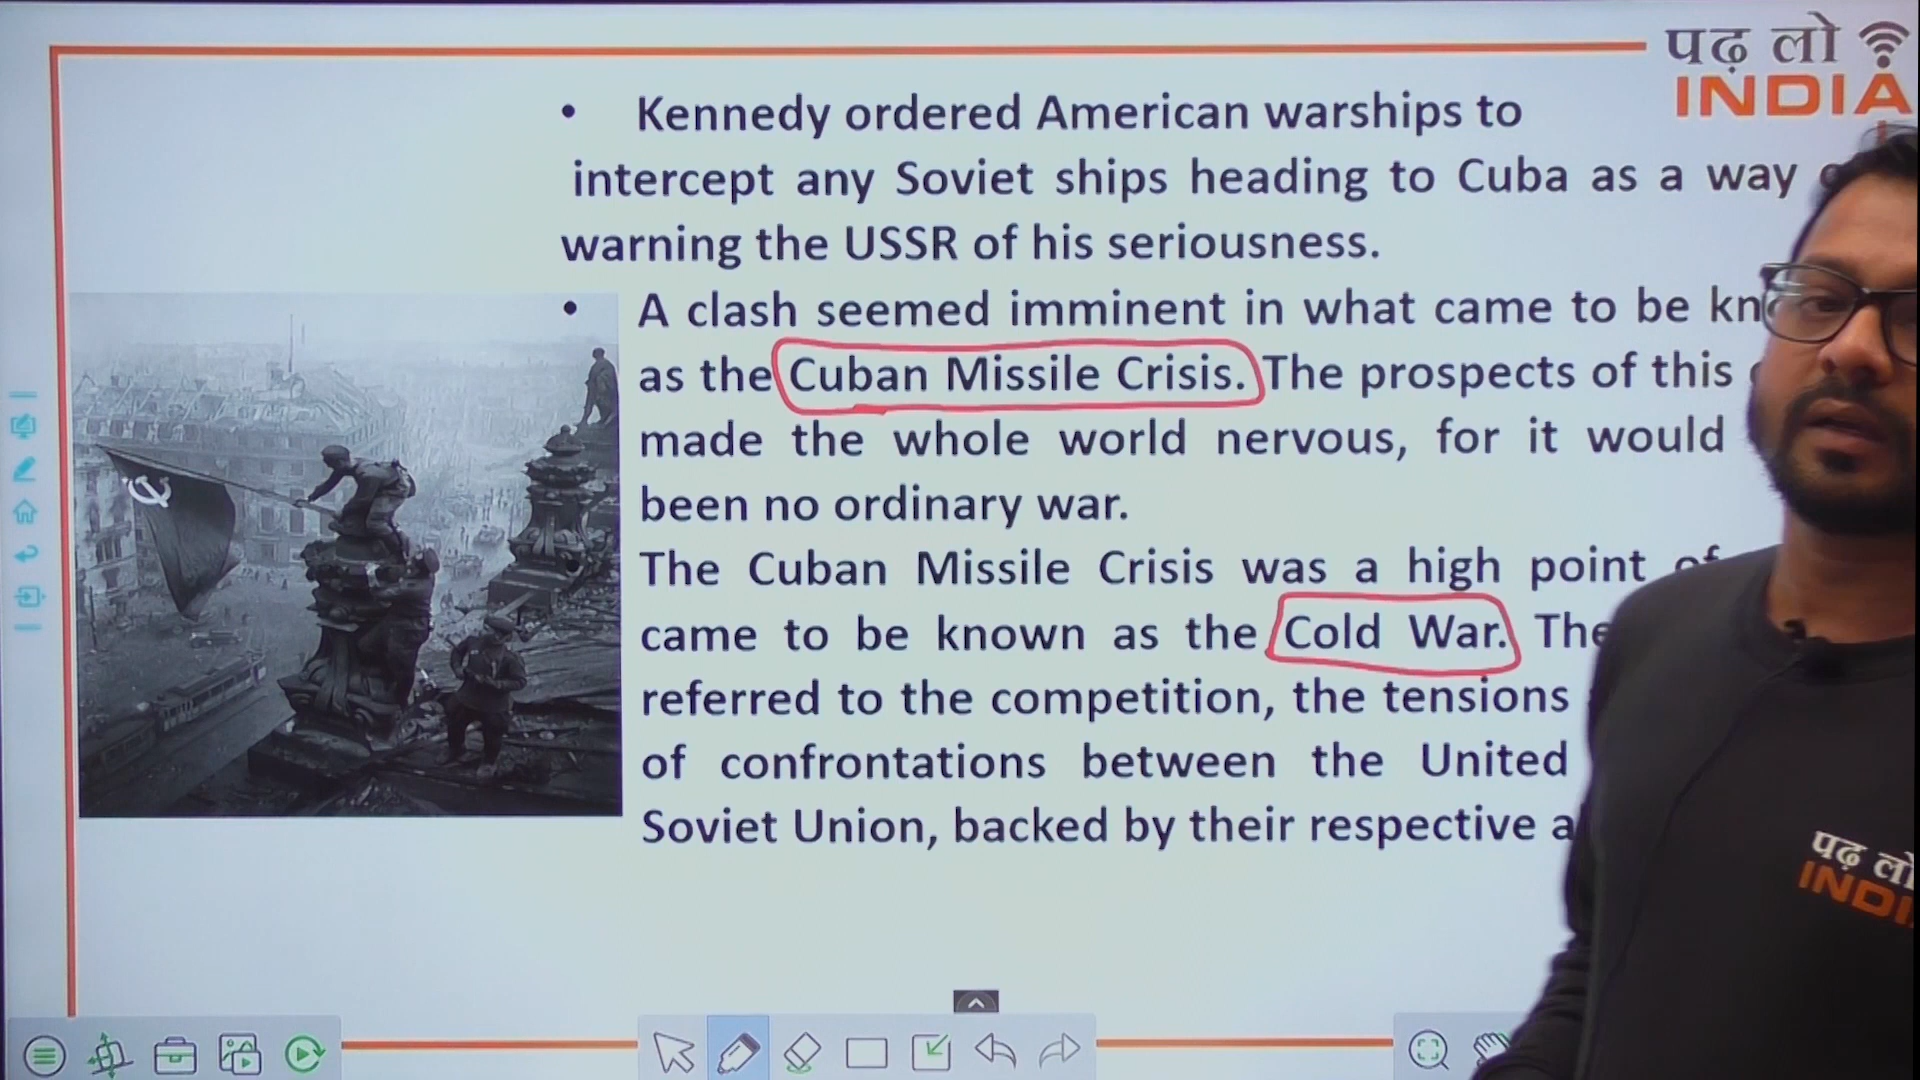 पढ़ लो
INDIA
• Kennedy ordered American warships to
intercept any Soviet ships heading to Cuba as a way
warning the USSR of his seriousness.
• A clash seemed imminent in what came to be
as the Cuban Missile Crisis. The prospects of this
made the whole world nervous, for it would
been no ordinary war.
The Cuban Missile Crisis was a high point of
came to be known as the Cold War. The
referred to the competition, the tensions
of confrontations between the United
Soviet Union, backed by their respective
पढ़ लो